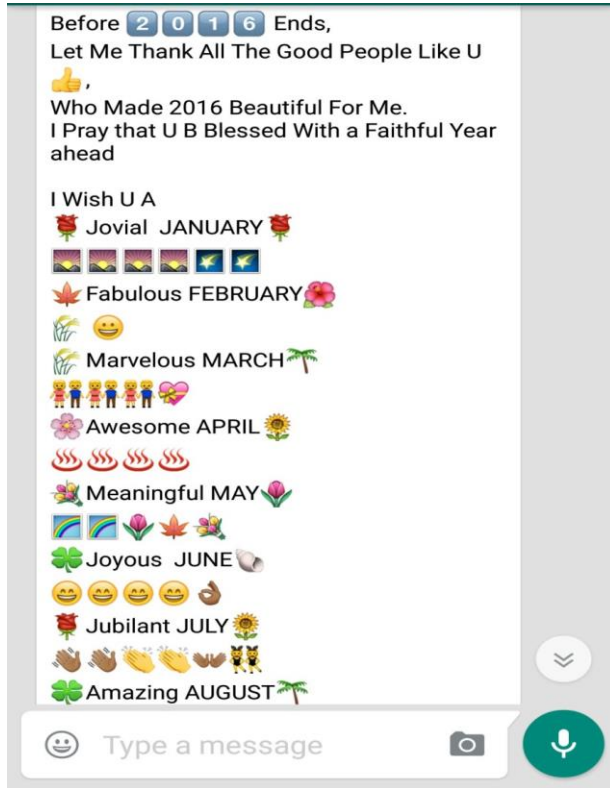 Before 2 0 1 6 Ends,
Let Me Thank All The Good People Like U
👍,
Who Made 2016 Beautiful For Me.
I Pray that U B Blessed With a Faithful Year
ahead
I Wish U A
🌹 Jovial  JANUARY🌹
🌄🌄🌄🌄🌠🌠
🍁Fabulous FEBRUARY🌺
🌾 😀
🌾 Marvelous MARCH🌴
👫👫👫💝
🌸Awesome APRIL🌻
♨♨♨♨
💐Meaningful MAY🌷
🌈🌈🌷🍁💐
🍀Joyous  JUNE🐚
😄😄😄😄👌🏽
🌹 Jubilant JULY🌻
👋🏽👋🏽👏👏👐🏽👯
🍀Amazing AUGUST🌴
Type a message